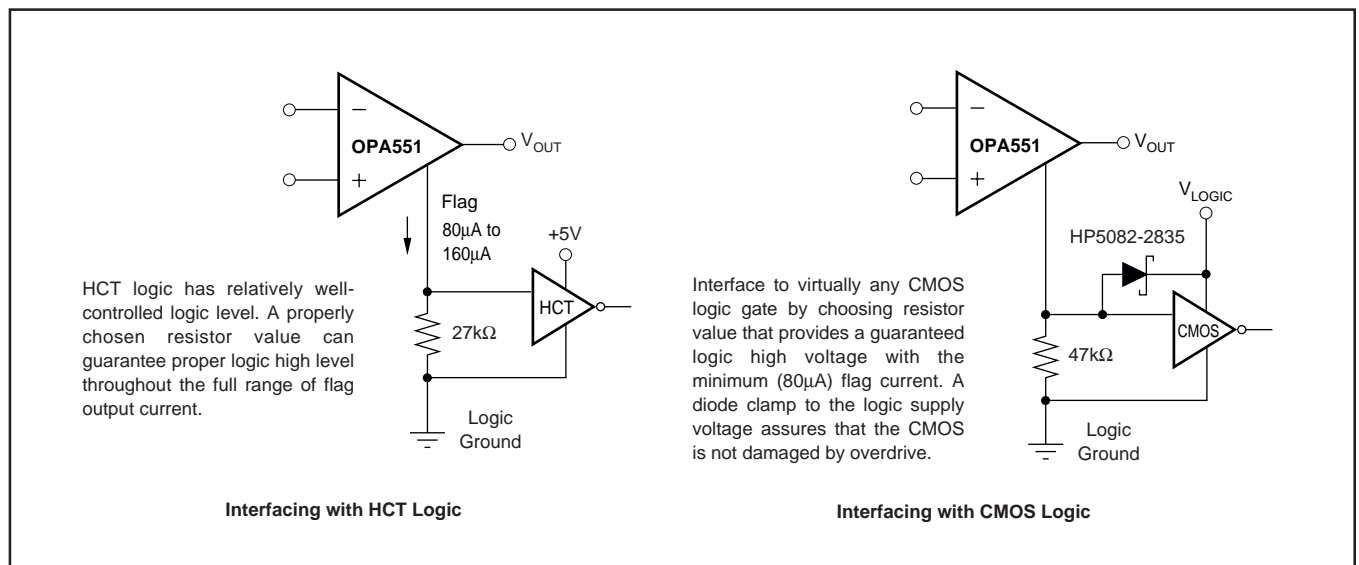 −
OPA551
+
V_OUT
Flag
80µA to
160µA
+5V
HCT
27kΩ
Logic
Ground
HCT logic has relatively well-
controlled logic level. A properly
chosen resistor value can
guarantee proper logic high level
throughout the full range of flag
output current.
Interfacing with HCT Logic
−
OPA551
+
V_OUT
V_LOGIC
HP5082-2835
CMOS
47kΩ
Logic
Ground
Interface to virtually any CMOS
logic gate by choosing resistor
value that provides a guaranteed
logic high voltage with the
minimum (80µA) flag current. A
diode clamp to the logic supply
voltage assures that the CMOS
is not damaged by overdrive.
Interfacing with CMOS Logic